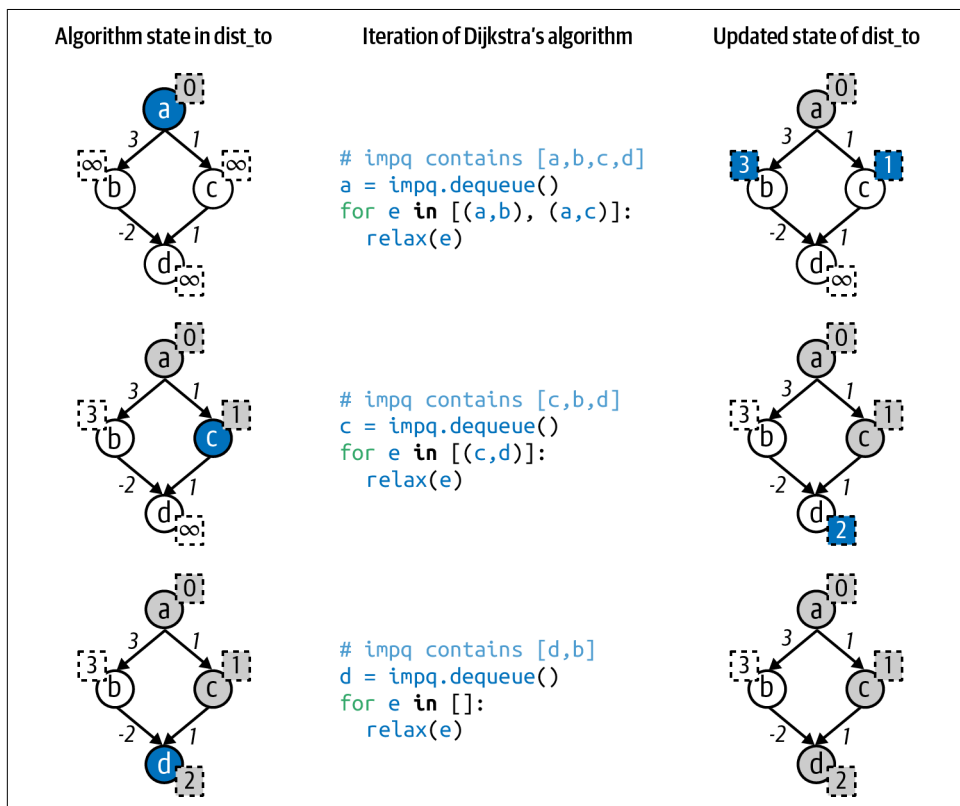 Algorithm state in dist_to
Iteration of Dijkstra's algorithm
Updated state of dist_to
a 0
3 1
∞ ∞
b c
-2 1
d ∞
# impq contains [a,b,c,d]
a = impq.dequeue()
for e in [(a,b), (a,c)]:
relax(e)
a 0
3 1
3 1
b c
-2 1
d ∞
a 0
3 1
3 1
b c
-2 1
d ∞
# impq contains [c,b,d]
c = impq.dequeue()
for e in [(c,d)]:
relax(e)
a 0
3 1
3 1
b c
-2 1
d 2
a 0
3 1
3 1
b c
-2 1
d 2
# impq contains [d,b]
d = impq.dequeue()
for e in []:
relax(e)
a 0
3 1
3 1
b c
-2 1
d 2